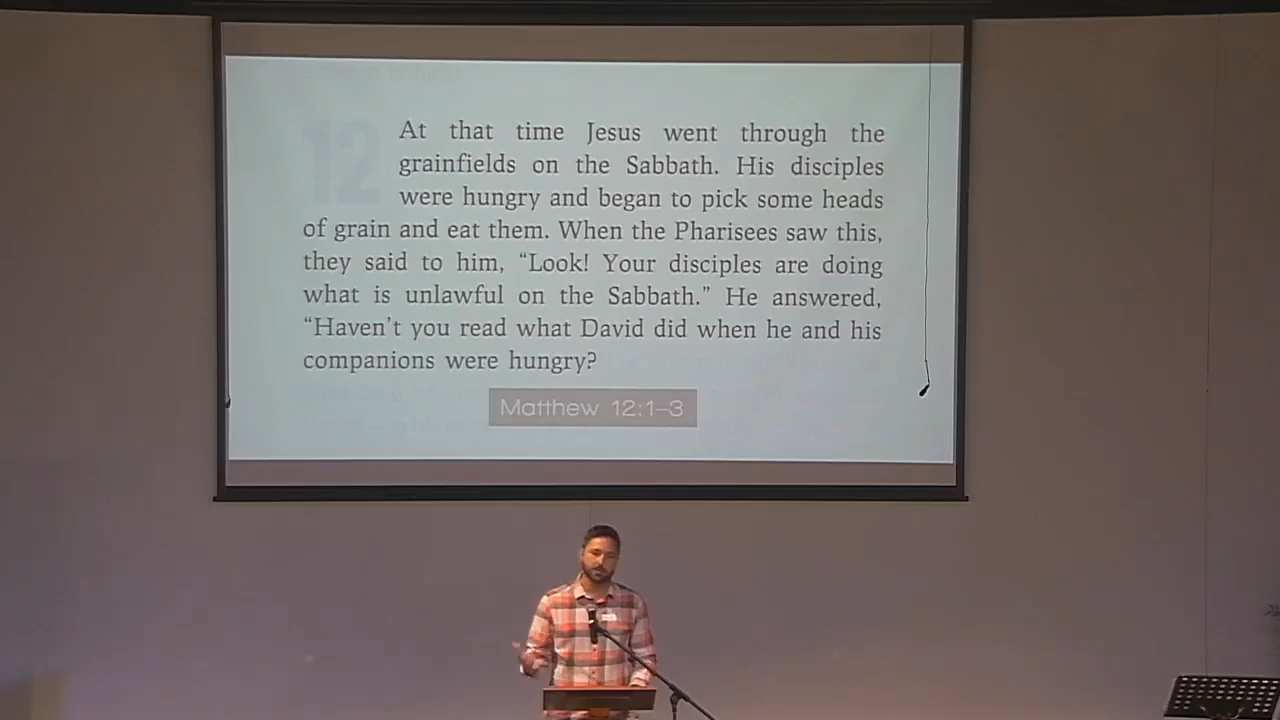 12
At that time Jesus went through the
grainfields on the Sabbath. His disciples
were hungry and began to pick some heads
of grain and eat them. When the Pharisees saw this,
they said to him, “Look! Your disciples are doing
what is unlawful on the Sabbath.” He answered,
“Haven’t you read what David did when he and his
companions were hungry?
Matthew 12:1–3